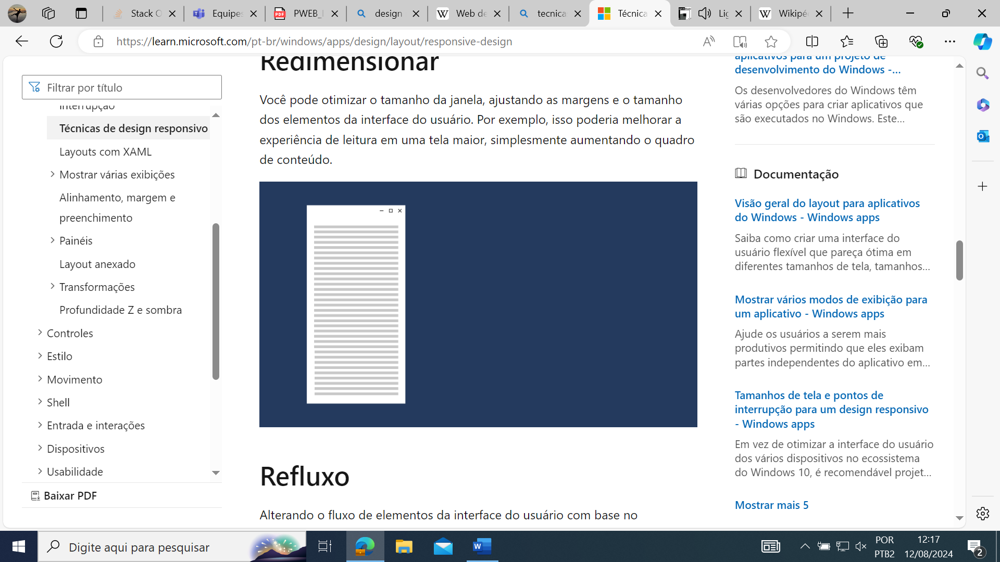 Stack O
Equipes
PWEB_
design
Web de
tecnica
Técnica
Lig
Wikipé
https://learn.microsoft.com/pt-br/windows/apps/design/layout/responsive-design
Filtrar por título
interrupção
Técnicas de design responsivo
Layouts com XAML
Mostrar várias exibições
Alinhamento, margem e
preenchimento
Painéis
Layout anexado
Transformações
Profundidade Z e sombra
Controles
Estilo
Movimento
Shell
Entrada e interações
Dispositivos
Usabilidade
Baixar PDF
Redimensionar
Você pode otimizar o tamanho da janela, ajustando as margens e o tamanho
dos elementos da interface do usuário. Por exemplo, isso poderia melhorar a
experiência de leitura em uma tela maior, simplesmente aumentando o quadro
de conteúdo.
Refluxo
Alterando o fluxo de elementos da interface do usuário com base no
aplicativos para um projeto de
desenvolvimento do Windows -...
Os desenvolvedores do Windows têm
várias opções para criar aplicativos que
são executados no Windows. Este...
Documentação
Visão geral do layout para aplicativos
do Windows - Windows apps
Saiba como criar uma interface do
usuário flexível que pareça ótima em
diferentes tamanhos de tela, tamanhos...
Mostrar vários modos de exibição para
um aplicativo - Windows apps
Ajude os usuários a serem mais
produtivos permitindo que eles exibam
partes independentes do aplicativo em...
Tamanhos de tela e pontos de
interrupção para um design responsivo
- Windows apps
Em vez de otimizar a interface do usuário
dos vários dispositivos no ecossistema
do Windows 10, é recomendável projet...
Mostrar mais 5
Digite aqui para pesquisar
POR
PTB2
12:17
12/08/2024
2